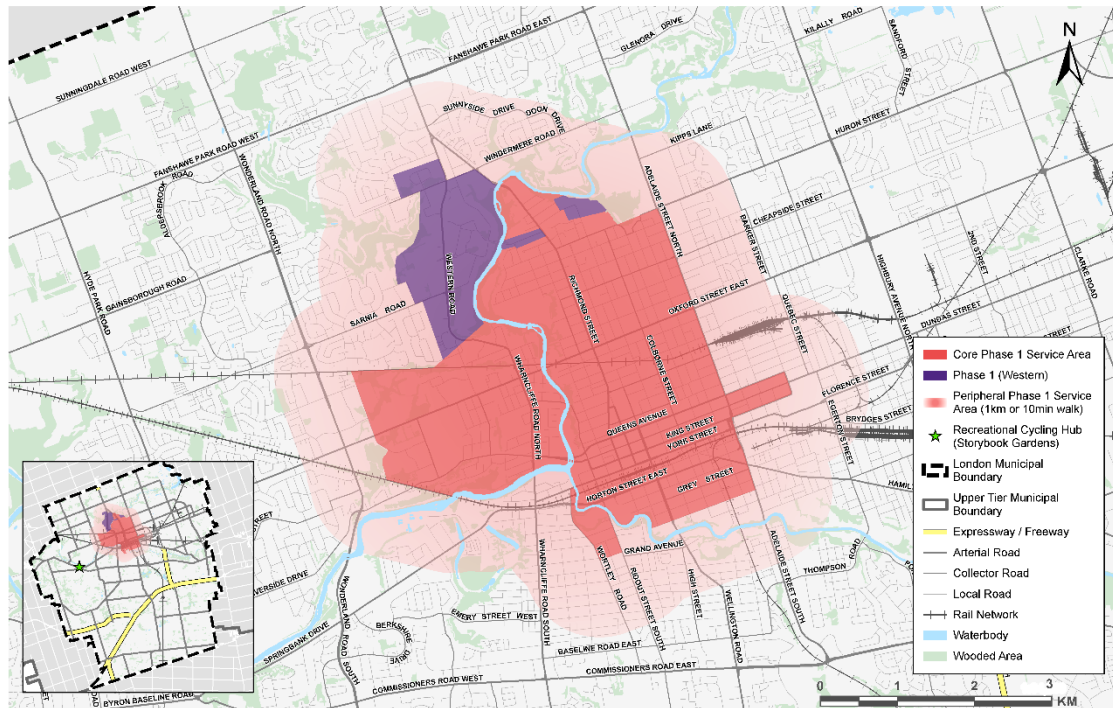 FANSHAWE PARK ROAD EAST
GLENORA DRIVE
KILALLY ROAD
SANDFORD STREET
N
SUNNINGDALE ROAD WEST
SUNNYSIDE DRIVE
DOON DRIVE
WINDERMERE ROAD
KIPPS LANE
HURON STREET
FANSHAWE PARK ROAD WEST
WONDERLAND ROAD NORTH
ALDERSBROOK ROAD
ADELAIDE STREET NORTH
BARKER STREET
CHEAPSIDE STREET
2ND STREET
CLARKE ROAD
HYDE PARK ROAD
GAINSBOROUGH ROAD
WESTERN ROAD
SARNIA ROAD
RICHMOND STREET
OXFORD STREET EAST
HIGHBURY AVENUE NORTH
QUEBEC STREET
DUNDAS STREET
COLBORNE STREET
WHARNCLIFFE ROAD NORTH
FLORENCE STREET
QUEENS AVENUE
KING STREET
YORK STREET
EGERTON STREET
BRYDGES STREET
HORTON STREET EAST
GREY STREET
HAMIL
GRAND AVENUE
WORTLEY ROAD
RIDOUT STREET SOUTH
HIGH STREET
WELLINGTON ROAD
ADELAIDE STREET SOUTH
THOMPSON ROAD
WHARNCLIFFE ROAD SOUTH
EMERY STREET WEST
BERKSHIRE DRIVE
WONDERLAND ROAD SOUTH
SPRINGBANK DRIVE
ERSIDE DRIVE
STREET
BASELINE ROAD EAST
COMMISSIONERS ROAD WEST
COMMISSIONERS ROAD EAST
BYRON BASELINE ROAD
Core Phase 1 Service Area
Phase 1 (Western)
Peripheral Phase 1 Service
Area (1km or 10min walk)
Recreational Cycling Hub
(Storybook Gardens)
London Municipal
Boundary
Upper Tier Municipal
Boundary
Expressway / Freeway
Arterial Road
Collector Road
Local Road
Rail Network
Waterbody
Wooded Area
0 1 2 3
KM